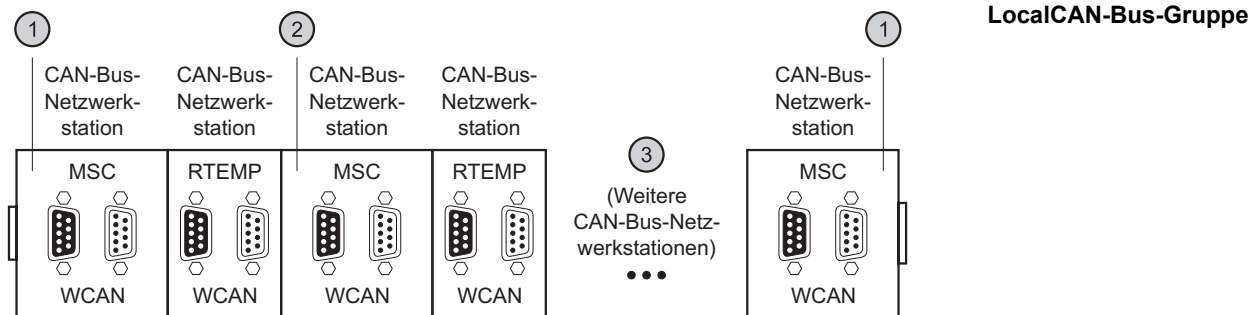 LocalCAN-Bus-Gruppe
1
2
1
CAN-Bus-
Netzwerk-
station
CAN-Bus-
Netzwerk-
station
CAN-Bus-
Netzwerk-
station
CAN-Bus-
Netzwerk-
station
CAN-Bus-
Netzwerk-
station
MSC
RTEMP
MSC
RTEMP
3
(Weitere
CAN-Bus-Netz-
werkstationen)
MSC
WCAN
WCAN
WCAN
WCAN
WCAN